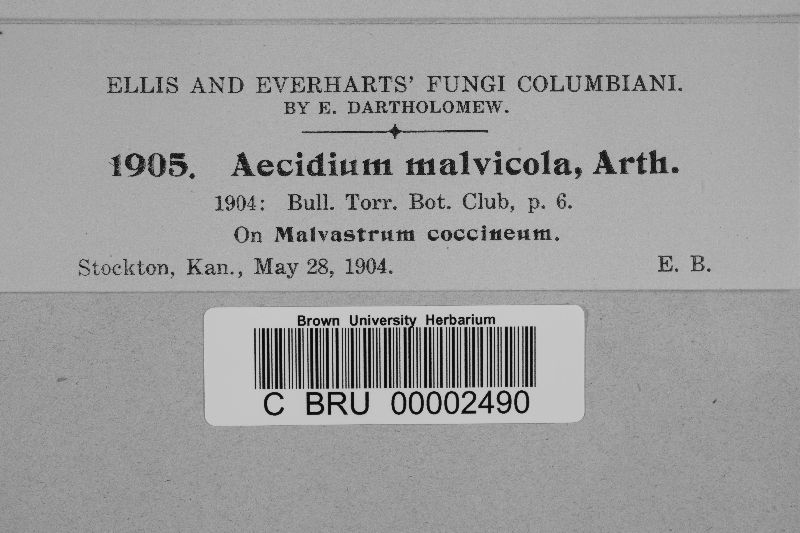 ELLIS AND EVERHARTS' FUNGI COLUMBIANI.
BY E. DARTHOLOMEW.
1905. Aecidium malvicola, Arth.
1904: Bull. Torr. Bot. Club, p. 6.
On Malvastrum coccineum.
Stockton, Kan., May 28, 1904. E. B.
Brown University Herbarium
C BRU 00002490